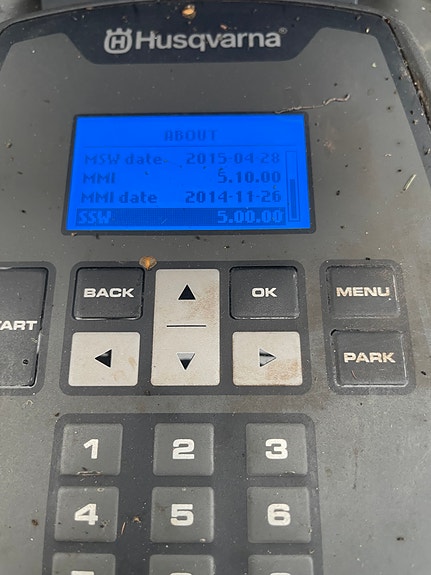 Husqvarna®
ABOUT
MSW date 2015-04-28
MMI 5.10.00
MMI date 2014-11-26
SSW 5.00.00
BACK OK MENU
TART
PARK
1 2 3
4 5 6